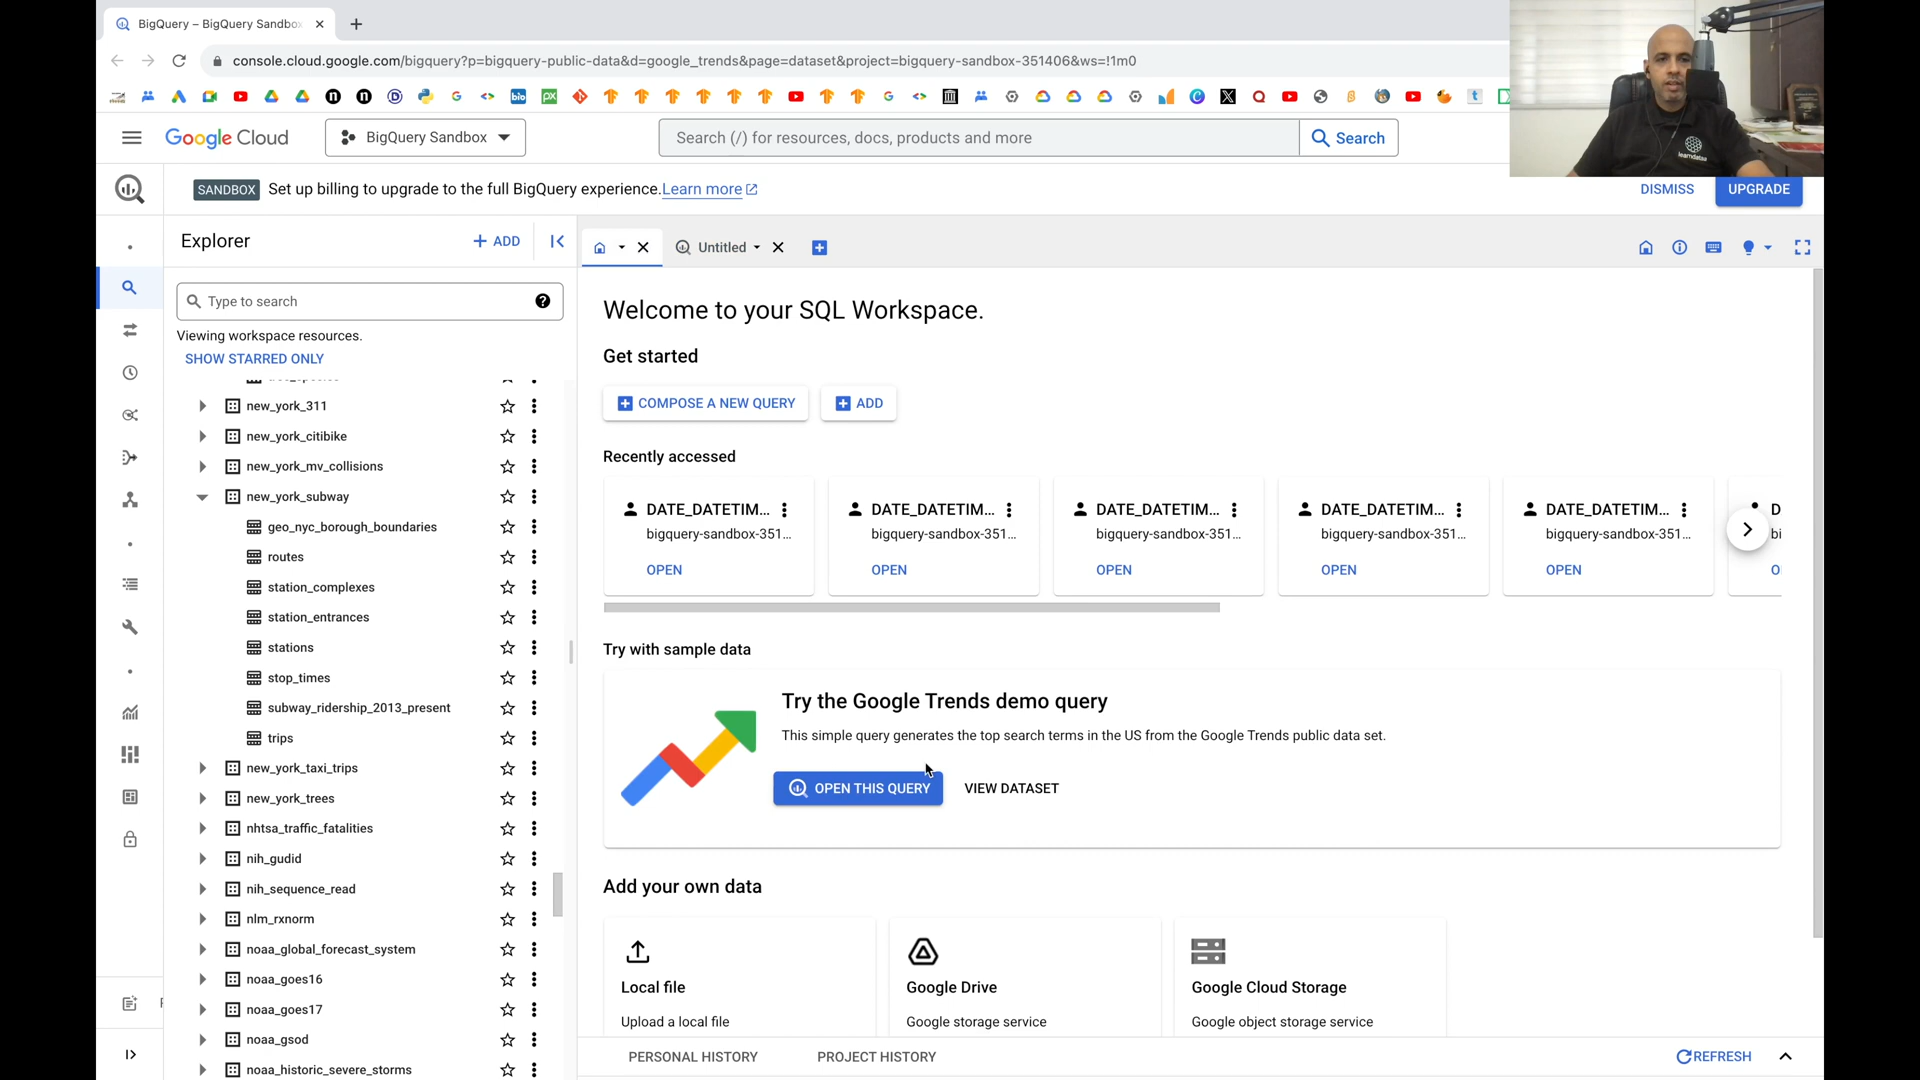 BigQuery – BigQuery Sandbo
console.cloud.google.com/bigquery?p=bigquery-public-data&d=google_trends&page=dataset&project=bigquery-sandbox-351406&ws=!1m0
Google Cloud
BigQuery Sandbox
Search (/) for resources, docs, products and more
Search
SANDBOX Set up billing to upgrade to the full BigQuery experience. Learn more
DISMISS
UPGRADE
learndataa
Explorer
+ ADD
Untitled
Type to search
Viewing workspace resources.
SHOW STARRED ONLY
new_york_311
new_york_citibike
new_york_mv_collisions
new_york_subway
geo_nyc_borough_boundaries
routes
station_complexes
station_entrances
stations
stop_times
subway_ridership_2013_present
trips
new_york_taxi_trips
new_york_trees
nhtsa_traffic_fatalities
nih_gudid
nih_sequence_read
nlm_rxnorm
noaa_global_forecast_system
noaa_goes16
noaa_goes17
noaa_gsod
noaa_historic_severe_storms
Welcome to your SQL Workspace.
Get started
COMPOSE A NEW QUERY
ADD
Recently accessed
DATE_DATETIM... DATE_DATETIM... DATE_DATETIM... DATE_DATETIM... DATE_DATETIM... D
bigquery-sandbox-351... bigquery-sandbox-351... bigquery-sandbox-351... bigquery-sandbox-351... bigquery-sandbox-351... bi
OPEN OPEN OPEN OPEN OPEN O
Try with sample data
Try the Google Trends demo query
This simple query generates the top search terms in the US from the Google Trends public data set.
OPEN THIS QUERY
VIEW DATASET
Add your own data
Local file
Upload a local file
Google Drive
Google storage service
Google Cloud Storage
Google object storage service
PERSONAL HISTORY
PROJECT HISTORY
REFRESH